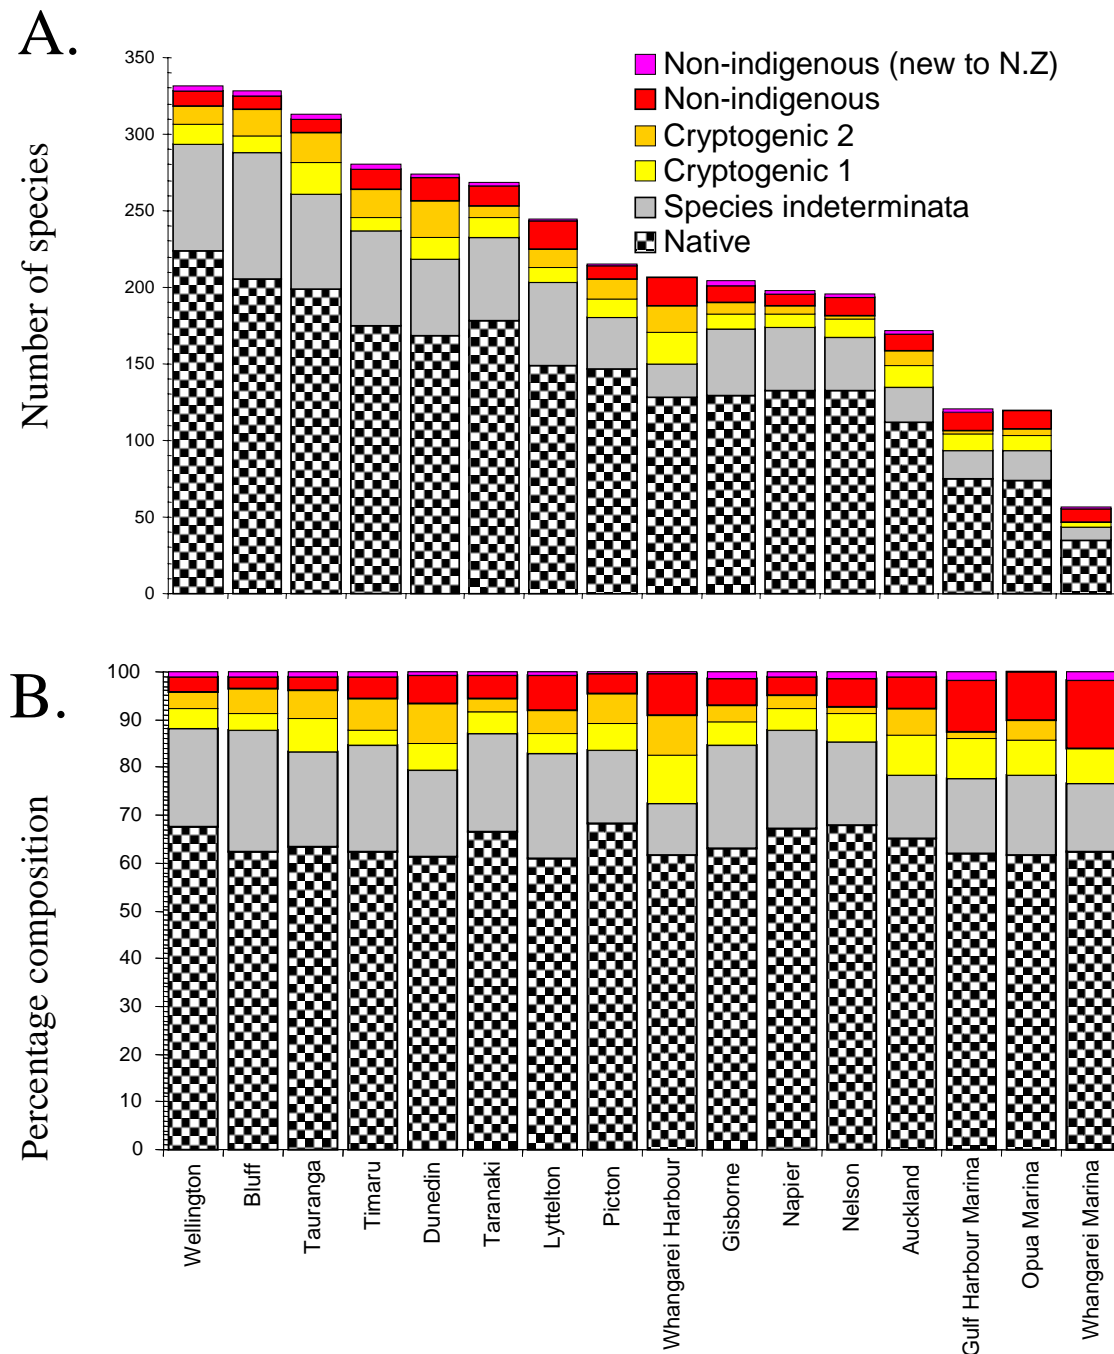 A.
350
300
250
200
150
100
50
0
Number of species
Non-indigenous (new to N.Z)
Non-indigenous
Cryptogenic 2
Cryptogenic 1
Species indeterminata
Native
B.
100
90
80
70
60
50
40
30
20
10
0
Percentage composition
Wellington
Bluff
Tauranga
Timaru
Dunedin
Taranaki
Lyttelton
Picton
Whangarei Harbour
Gisborne
Napier
Nelson
Auckland
Gulf Harbour Marina
Opua Marina
Whangarei Marina